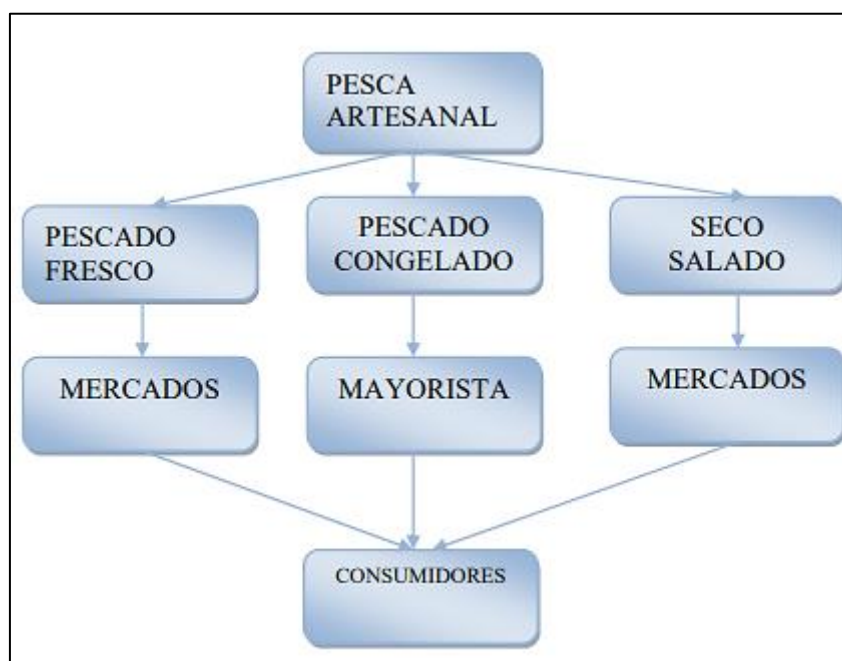 PESCA
ARTESANAL
PESCADO
FRESCO
PESCADO
CONGELADO
SECO
SALADO
MERCADOS
MAYORISTA
MERCADOS
CONSUMIDORES